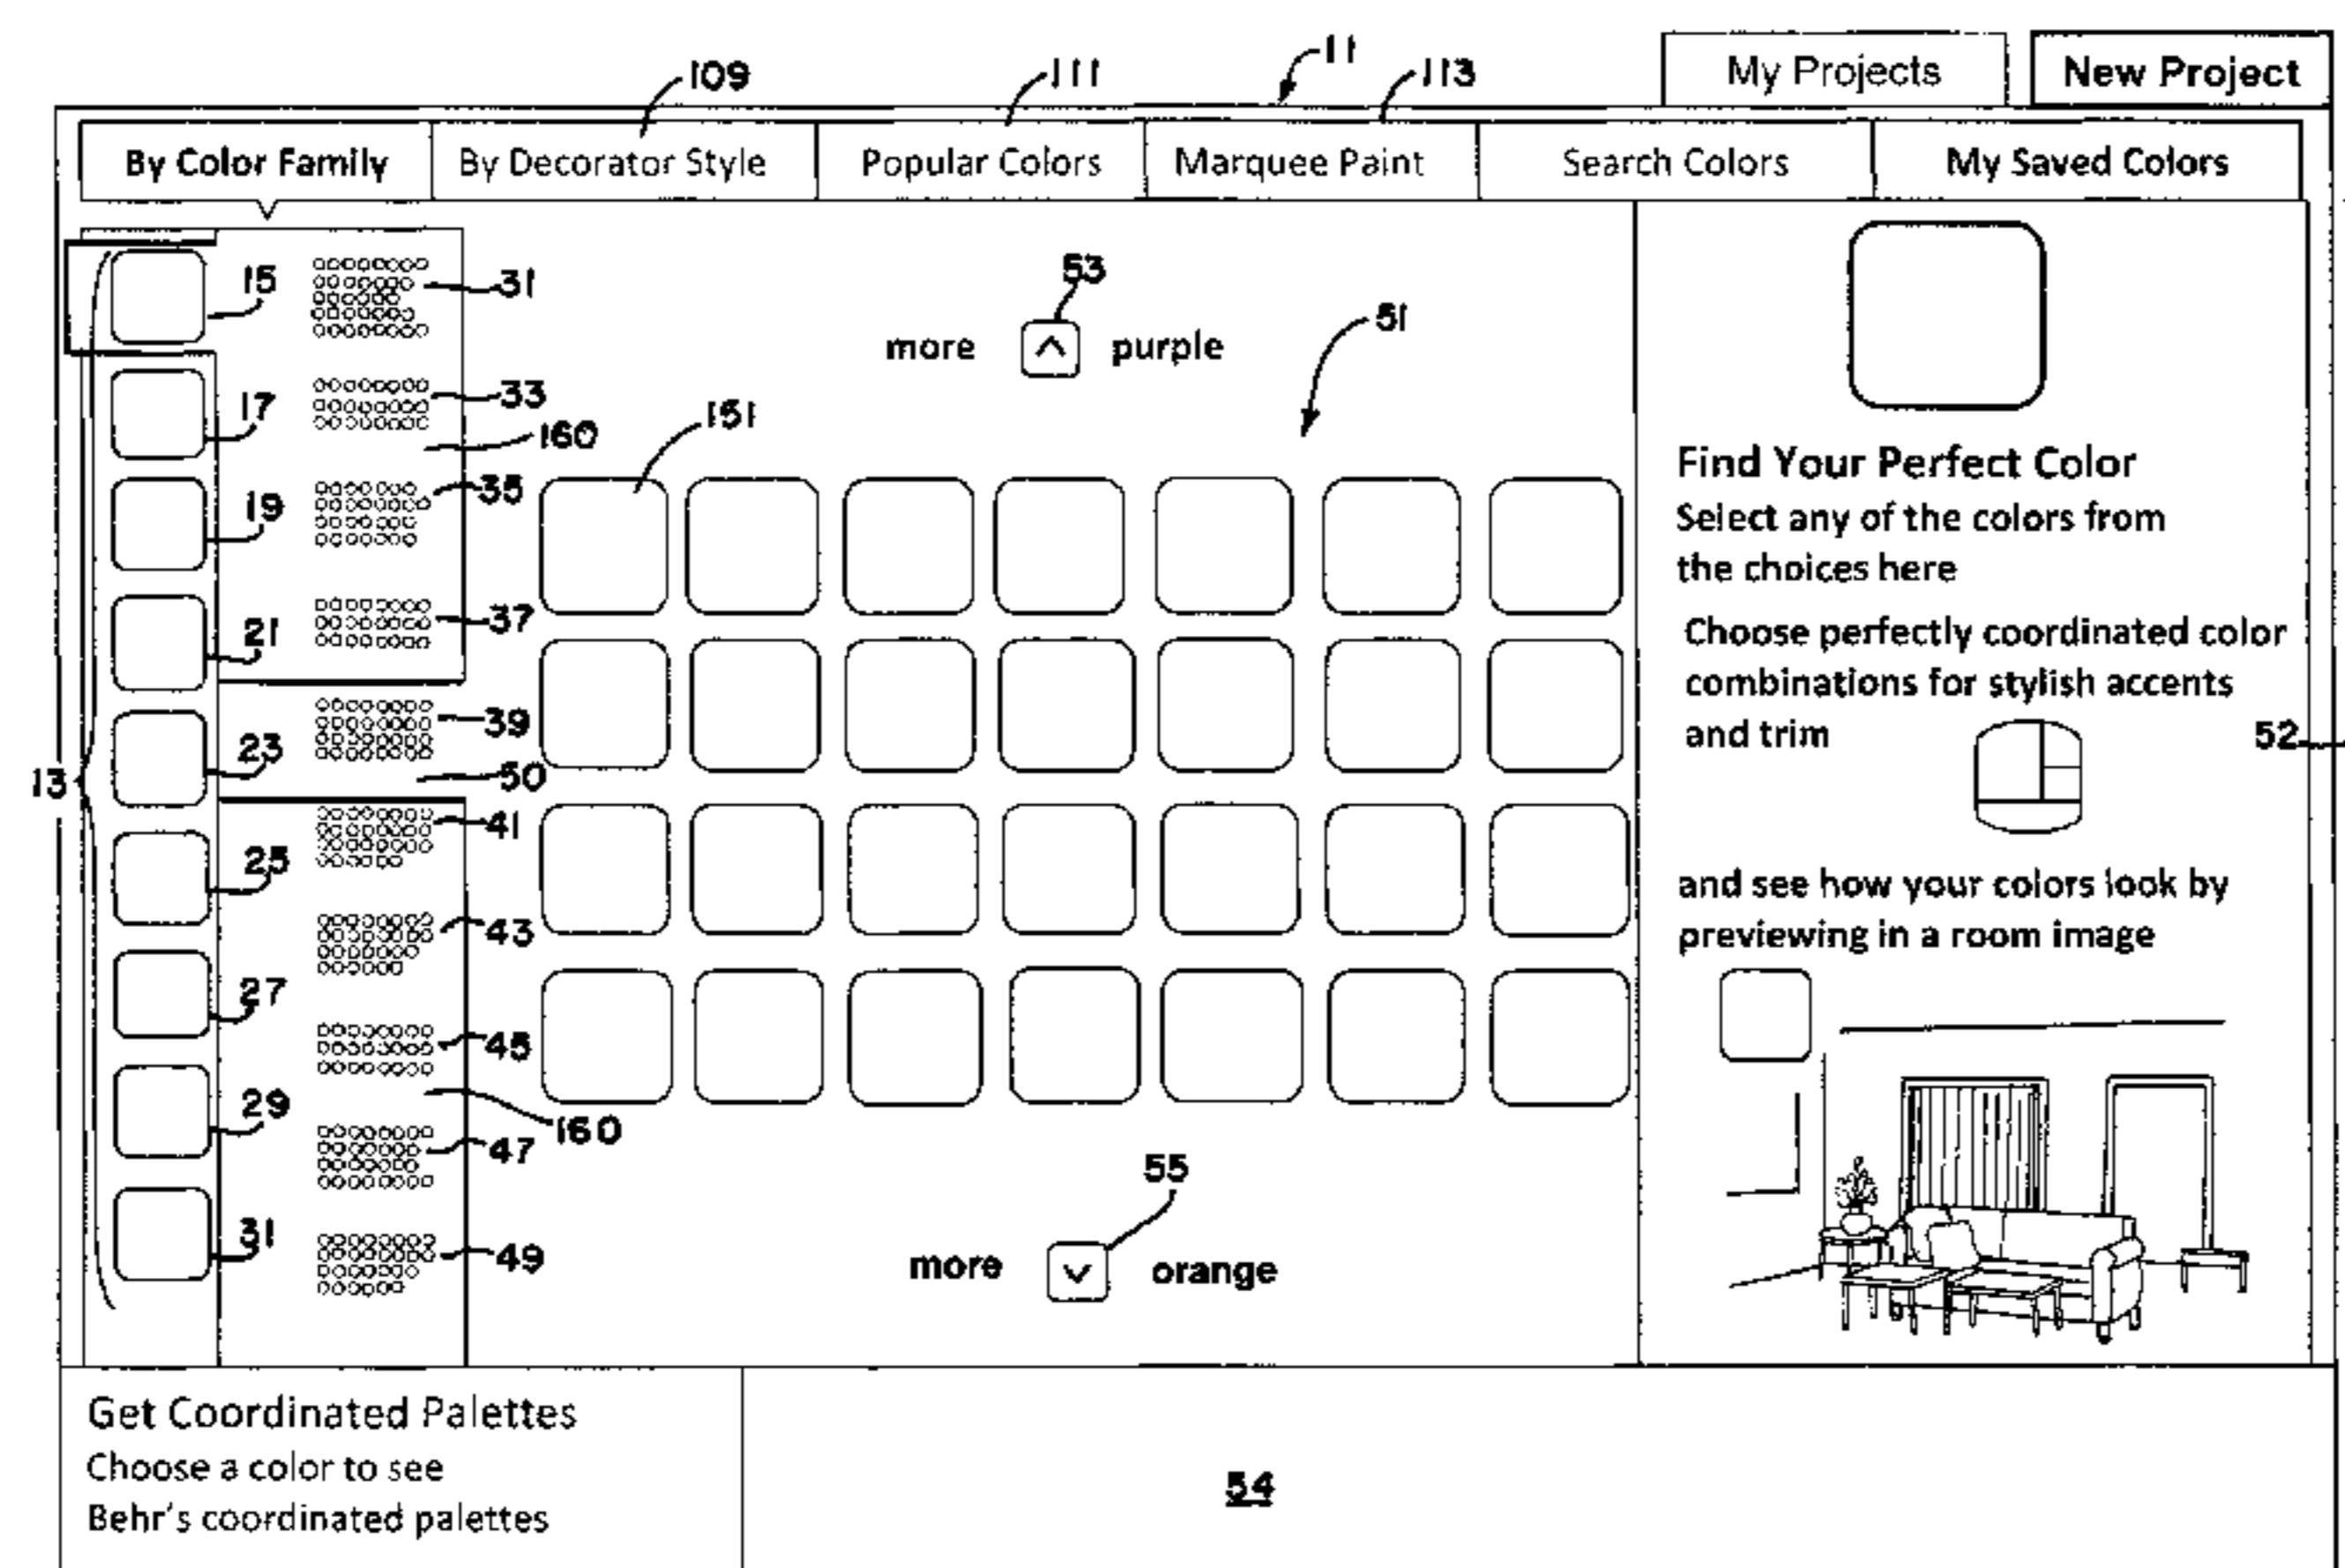 My Projects New Project
109 111 11 113
By Color Family By Decorator Style Popular Colors Marquee Paint Search Colors My Saved Colors
15 31
53
more ^ purple
51
17 33
151
160
19 35
21 37
23 39
13 50
25 41
27 43
45
29 160
47
31 49
55
more v orange
Find Your Perfect Color
Select any of the colors from
the choices here
Choose perfectly coordinated color
combinations for stylish accents
and trim
52
and see how your colors look by
previewing in a room image
Get Coordinated Palettes
Choose a color to see
Behr's coordinated palettes
54